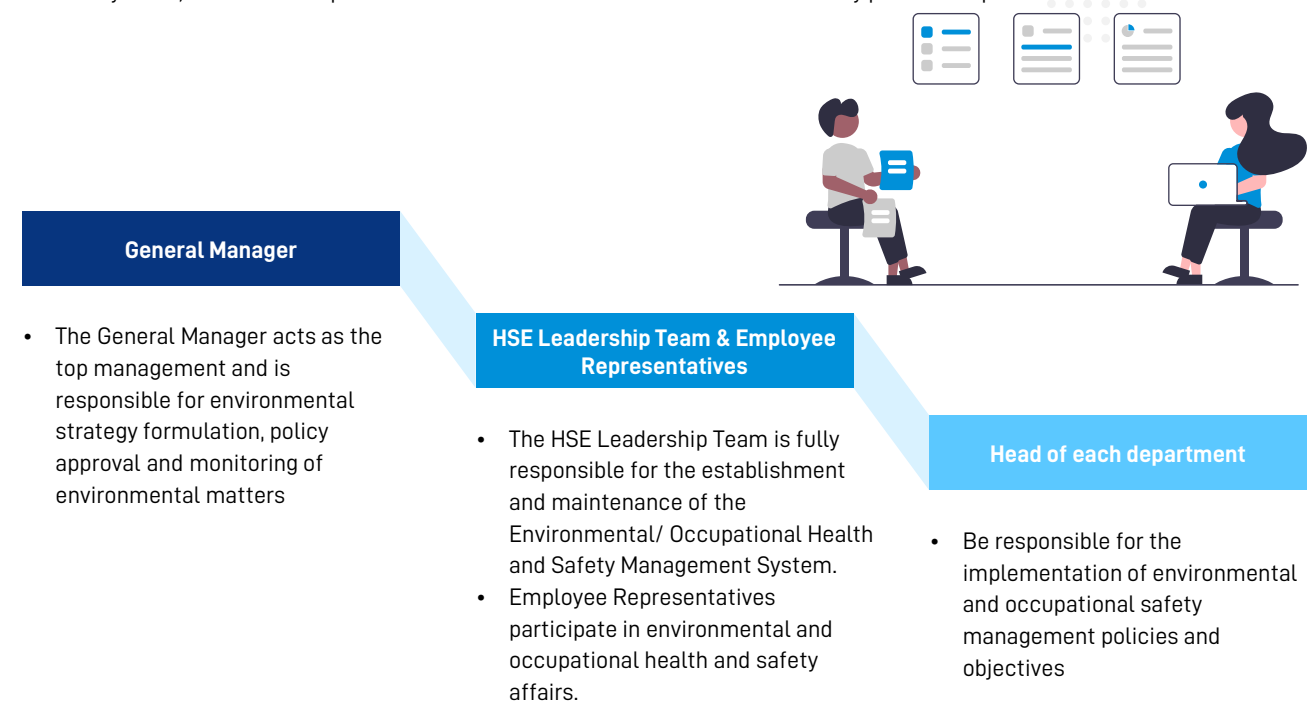 General Manager
• The General Manager acts as the
top management and is
responsible for environmental
strategy formulation, policy
approval and monitoring of
environmental matters
HSE Leadership Team & Employee
Representatives
• The HSE Leadership Team is fully
responsible for the establishment
and maintenance of the
Environmental/ Occupational Health
and Safety Management System.
• Employee Representatives
participate in environmental and
occupational health and safety
affairs.
Head of each department
• Be responsible for the
implementation of environmental
and occupational safety
management policies and
objectives